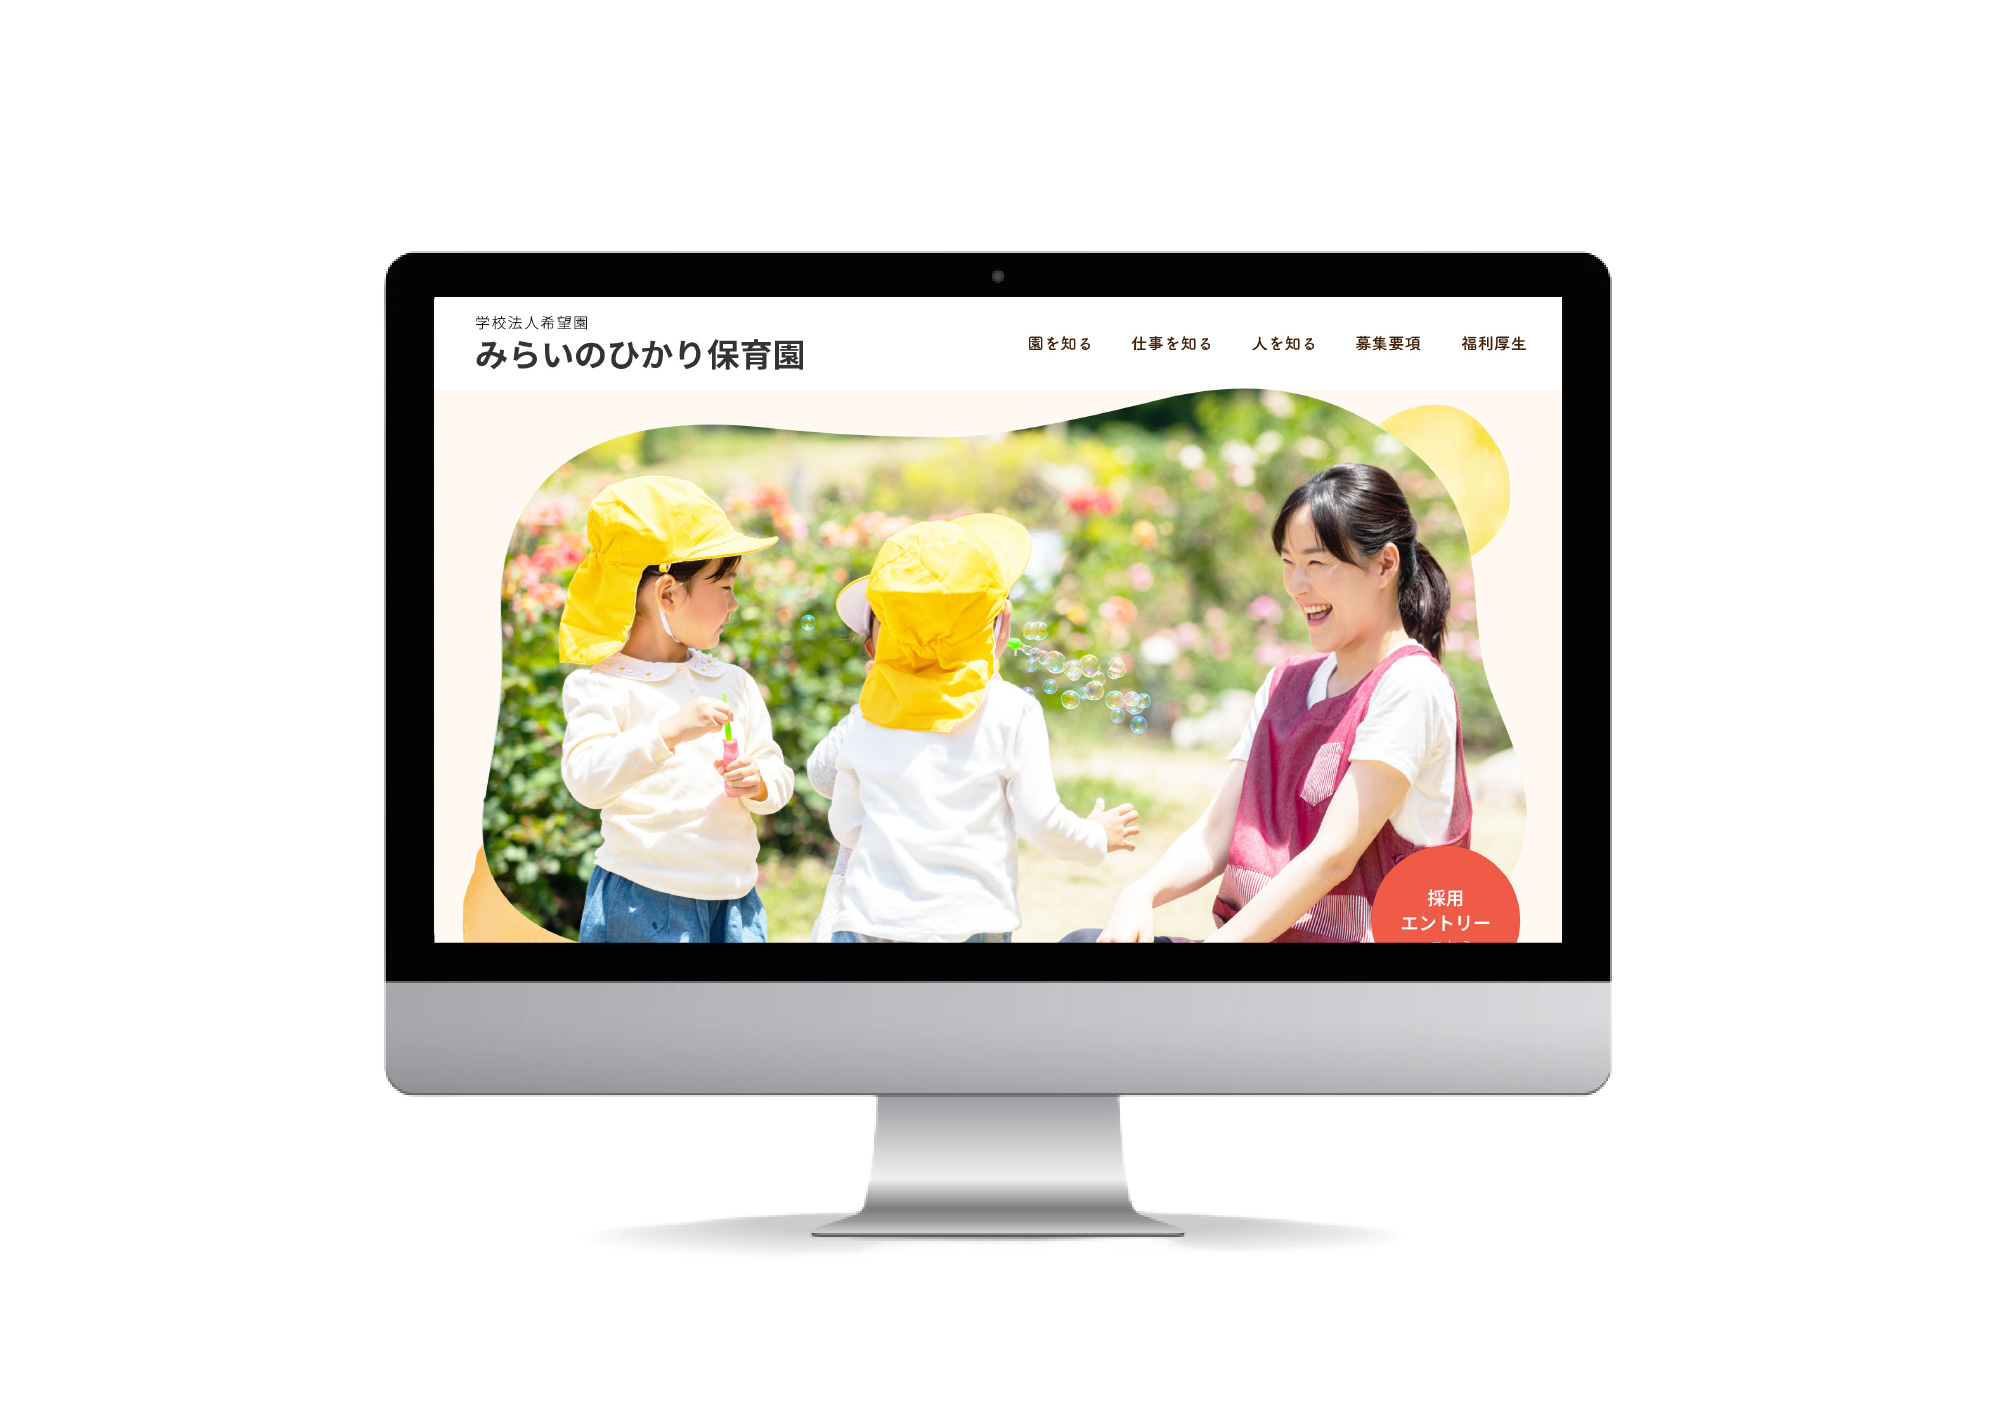 学校法人希望園
みらいのひかり保育園
園を知る 仕事を知る 人を知る 募集要項 福利厚生
採用
エントリー